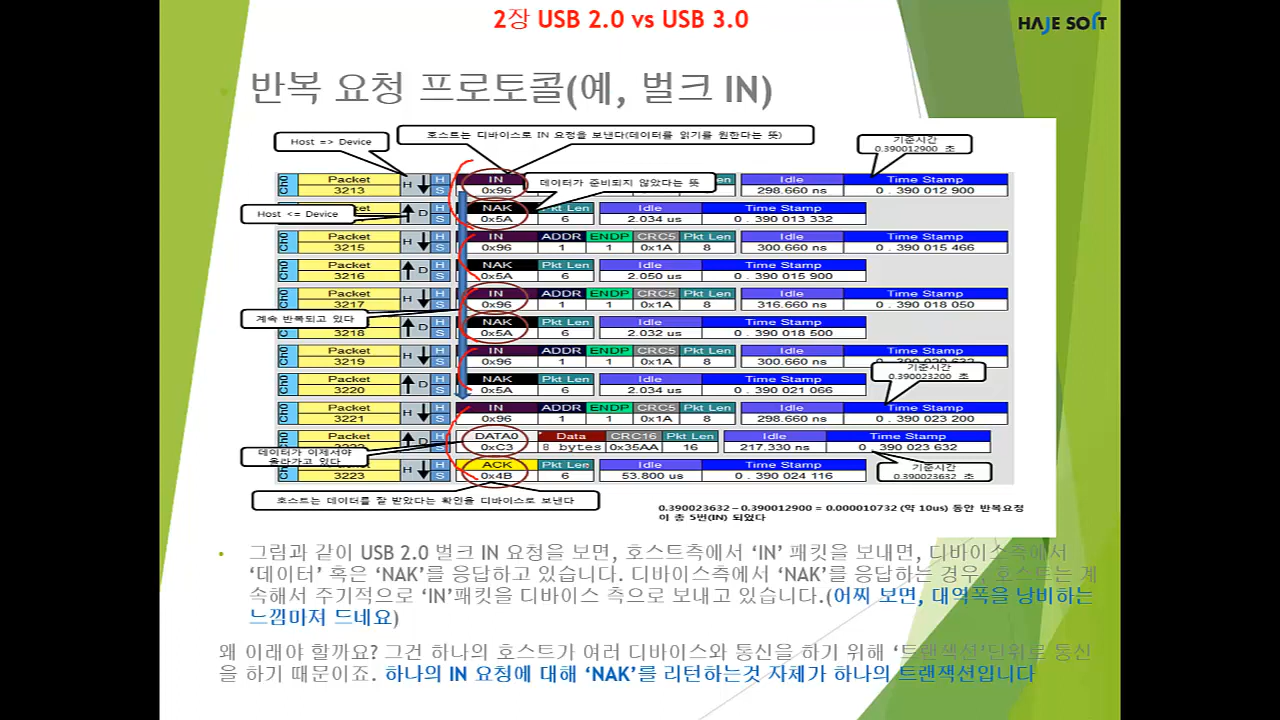 2장 USB 2.0 vs USB 3.0
HAJE SOFT
반복 요청 프로토콜(예, 벌크 IN)
Host => Device
호스트는 디바이스로 IN 요청을 보낸다(데이터를 읽기를 원한다는 뜻)
기준시간
0.390012900 초
Ch0 Packet 3213 H H S IN 0x96 데이터가 준비되지 않았다는 뜻 Idle 298.660 ns Time Stamp 0 . 390 012 900
Host <= Device D H S NAK 0x5A Pkt Len 6 Idle 2.034 us Time Stamp 0 . 390 013 332
Ch0 Packet 3215 H H S IN 0x96 ADDR 1 ENDP 1 CRC5 0x1A Pkt Len 8 Idle 300.660 ns Time Stamp 0 . 390 015 466
Ch0 Packet 3216 D H S NAK 0x5A Pkt Len 6 Idle 2.050 us Time Stamp 0 . 390 015 900
Ch0 Packet 3217 H H S IN 0x96 ADDR 1 ENDP 1 CRC5 0x1A Pkt Len 8 Idle 316.660 ns Time Stamp 0 . 390 018 050
계속 반복되고 있다
Packet 3218 D H S NAK 0x5A Pkt Len 6 Idle 2.032 us Time Stamp 0 . 390 018 500
Ch0 Packet 3219 H H S IN 0x96 ADDR 1 ENDP 1 CRC5 0x1A Pkt Len 8 Idle 300.660 ns Time Stamp
기준시간
0.390023200 초
Ch0 Packet 3220 D H S NAK 0x5A Pkt Len 6 Idle 2.034 us Time Stamp 0 . 390 021 066
Ch0 Packet 3221 H H S IN 0x96 ADDR 1 ENDP 1 CRC5 0x1A Pkt Len 8 Idle 298.660 ns Time Stamp 0 . 390 023 200
Ch0 Packet D H S DATA0 0xC3 Data 8 bytes CRC16 0x35AA Pkt Len 16 Idle 217.330 ns Time Stamp 0 . 390 023 632
데이터가 이제서야
올라가고 있다
Ch0 Packet 3223 H H S ACK 0x4B Pkt Len 6 Idle 53.800 us Time Stamp 0 . 390 024 116
기준시간
0.390023632 초
호스트는 데이터를 잘 받았다는 확인을 디바이스로 보낸다
0.390023632 – 0.390012900 = 0.000010732 (약 10us) 동안 반복요청
이 총 5번(IN) 되었다
• 그림과 같이 USB 2.0 벌크 IN 요청을 보면, 호스트측에서 ‘IN’ 패킷을 보내면, 디바이스측에서
‘데이터’ 혹은 ‘NAK’를 응답하고 있습니다. 디바이스측에서 ‘NAK’를 응답하는 경우, 호스트는 계
속해서 주기적으로 ‘IN’패킷을 디바이스 측으로 보내고 있습니다.(어찌 보면, 대역폭을 낭비하는
느낌마저 드네요)
왜 이래야 할까요? 그건 하나의 호스트가 여러 디바이스와 통신을 하기 위해 ‘트랜잭션’단위로 통신
을 하기 때문이죠. 하나의 IN 요청에 대해 ‘NAK’를 리턴하는것 자체가 하나의 트랜잭션입니다